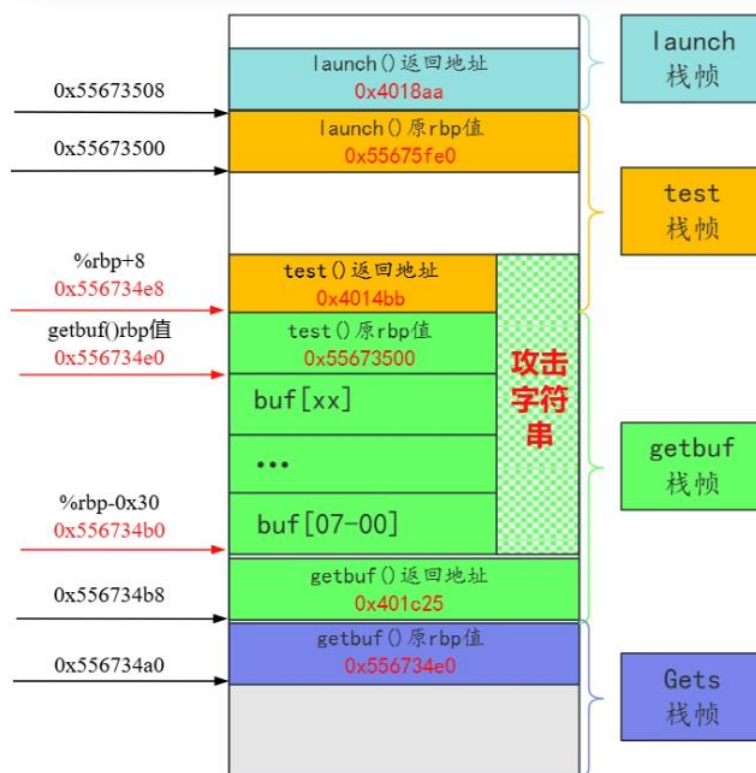 launch()返回地址
0x4018aa
launch
栈帧
0x55673508
launch()原rbp值
0x55675fe0
0x55673500
test
栈帧
%rbp+8
0x556734e8
test()返回地址
0x4014bb
getbuf()rbp值
0x556734e0
test()原rbp值
0x55673500
攻击
字符
串
buf[xx]
...
getbuf
栈帧
%rbp-0x30
0x556734b0
buf[07-00]
0x556734b8
getbuf()返回地址
0x401c25
0x556734a0
getbuf()原rbp值
0x556734e0
Gets
栈帧